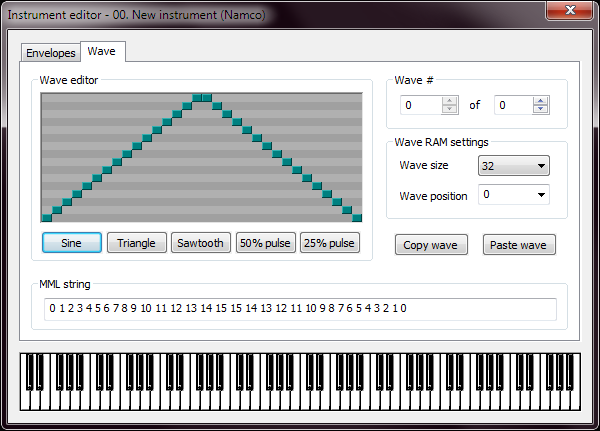 Instrument editor - 00. New instrument (Namco)
Envelopes
Wave
Wave editor
Sine
Triangle
Sawtooth
50% pulse
25% pulse
Wave #
0 of 0
Wave RAM settings
Wave size 32
Wave position 0
Copy wave
Paste wave
MML string
0 1 2 3 4 5 6 7 8 9 10 11 12 13 14 15 15 14 13 12 11 10 9 8 7 6 5 4 3 2 1 0